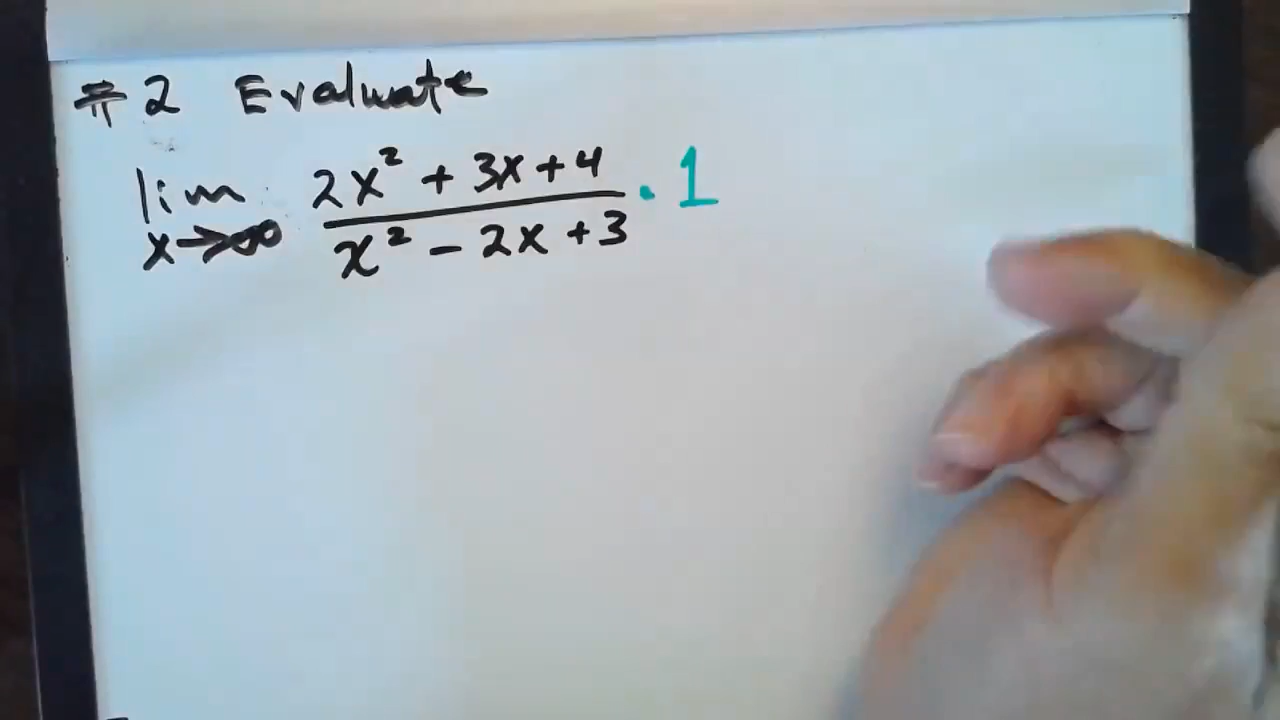 #2 Evaluate
lim x→∞ (2x² + 3x + 4)/(x² - 2x + 3) · 1